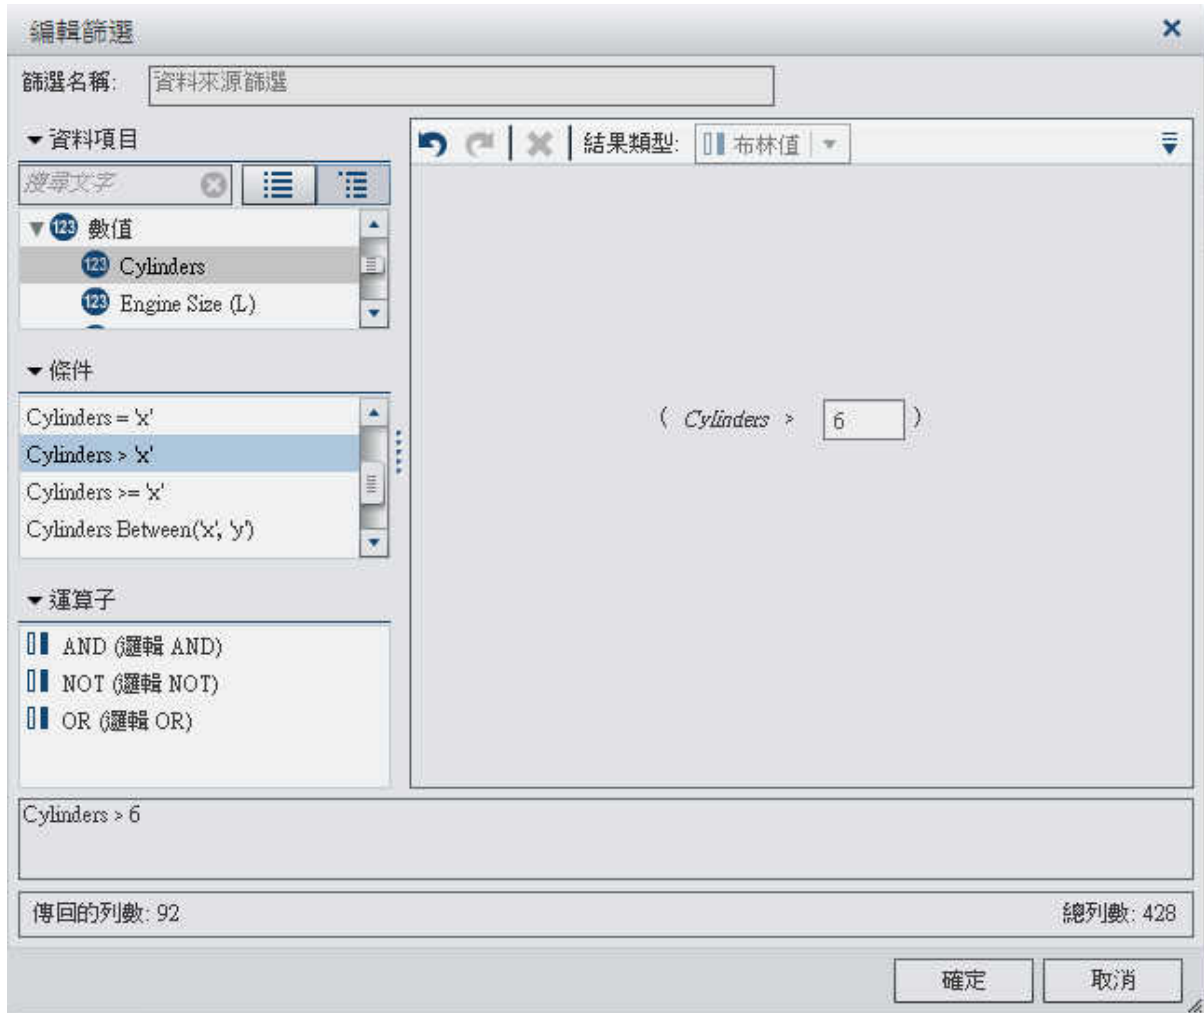 編輯篩選
篩選名稱: 資料來源篩選
資料項目
搜尋文字
123 數值
123 Cylinders
123 Engine Size (L)
條件
Cylinders = 'x'
Cylinders > 'x'
Cylinders >= 'x'
Cylinders Between('x', 'y')
運算子
AND (邏輯 AND)
NOT (邏輯 NOT)
OR (邏輯 OR)
結果類型: 布林值
( Cylinders > 6 )
Cylinders > 6
傳回的列數: 92 總列數: 428
確定 取消